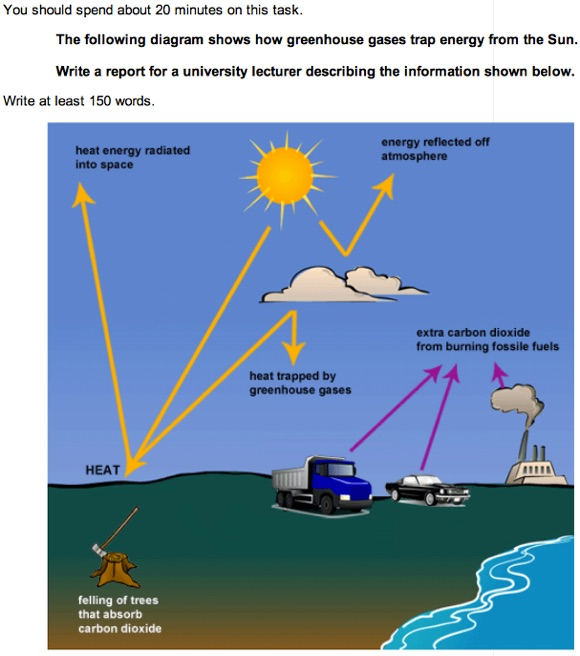 You should spend about 20 minutes on this task.
The following diagram shows how greenhouse gases trap energy from the Sun.
Write a report for a university lecturer describing the information shown below.
Write at least 150 words.
heat energy radiated
into space
energy reflected off
atmosphere
extra carbon dioxide
from burning fossile fuels
heat trapped by
greenhouse gases
HEAT
felling of trees
that absorb
carbon dioxide